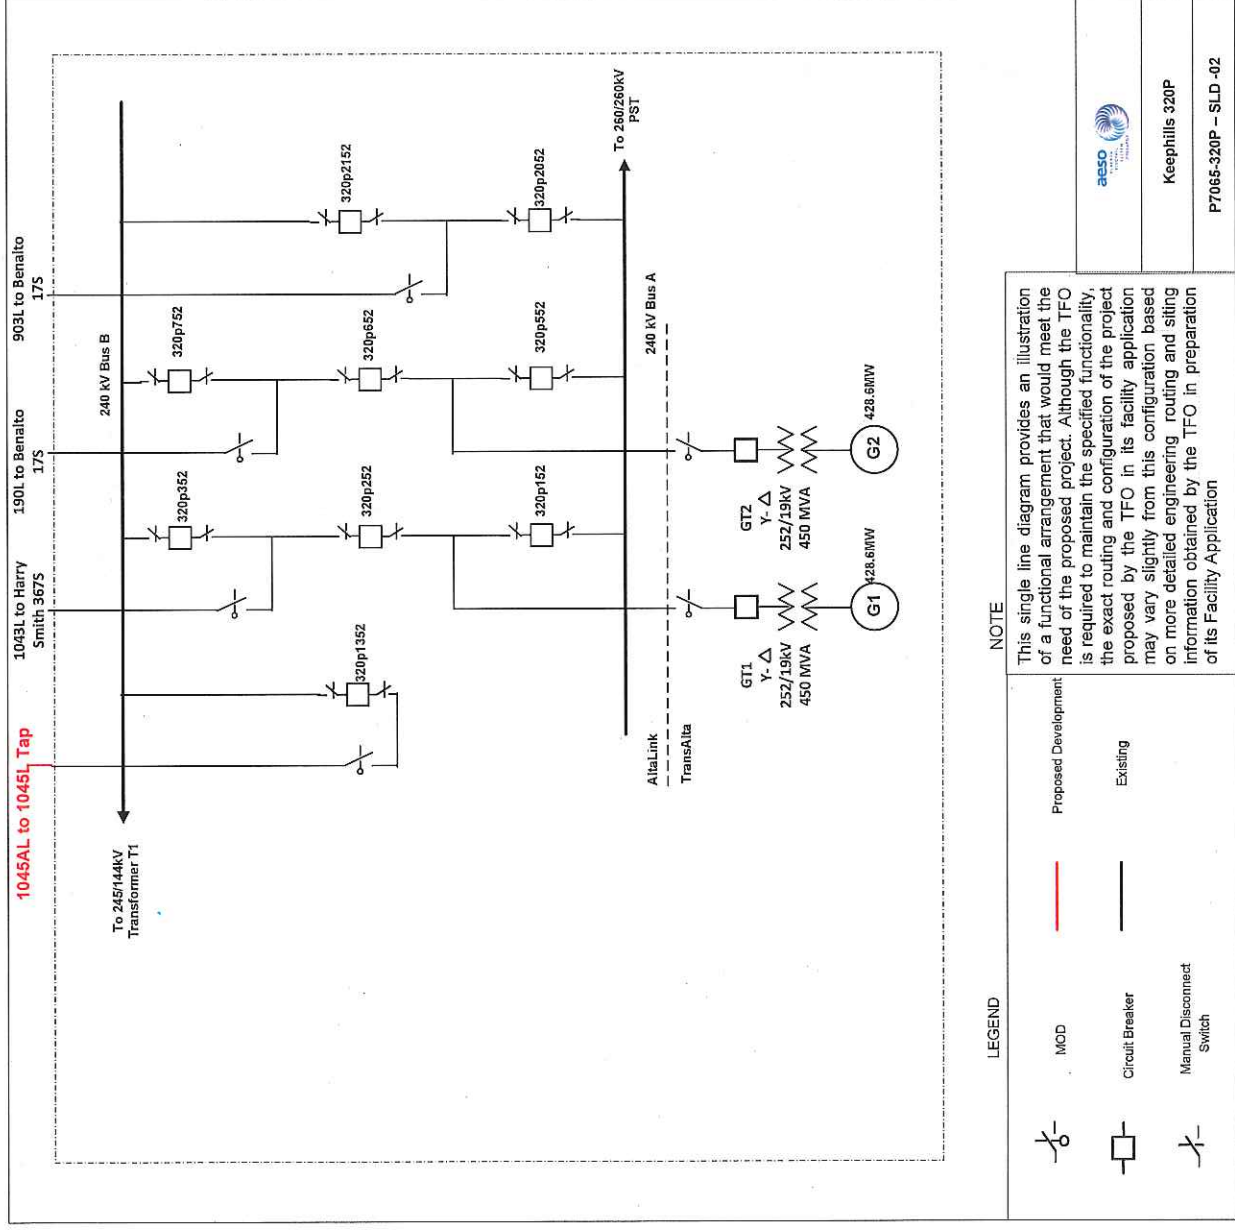 1045AL to 1045L Tap
1043L to Harry
Smith 367S
190L to Benalto
17S
903L to Benalto
17S
240 kV Bus B
To 245/144kV
Transformer T1
320p1352
320p352
320p252
320p152
320p752
320p652
320p552
320p2152
320p2052
To 260/260kV
PST
240 kV Bus A
AltaLink
TransAlta
GT1
Y- Δ
252/19kV
450 MVA
G1
428.6MW
GT2
Y- Δ
252/19kV
450 MVA
G2
428.6MW
LEGEND
MOD
Circuit Breaker
Manual Disconnect
Switch
Proposed Development
Existing
NOTE
This single line diagram provides an illustration
of a functional arrangement that would meet the
need of the proposed project. Although the TFO
is required to maintain the specified functionality,
the exact routing and configuration of the project
proposed by the TFO in its facility application
may vary slightly from this configuration based
on more detailed engineering routing and siting
information obtained by the TFO in preparation
of its Facility Application
aeso
Keephills 320P
P7065-320P – SLD -02